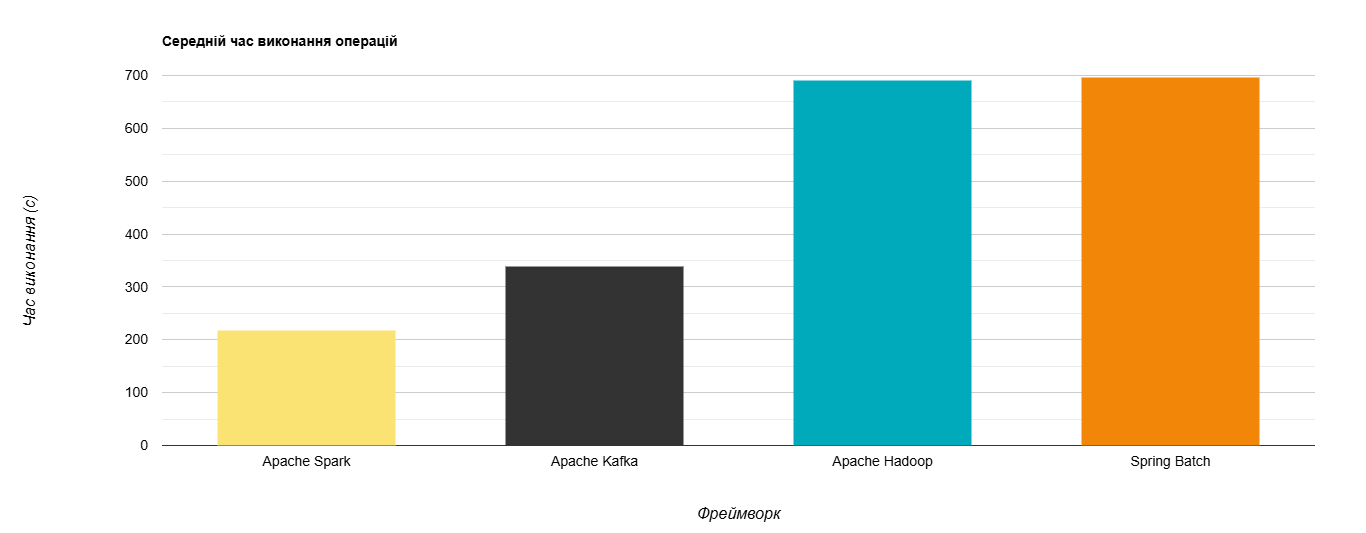 Середній час виконання операцій
700
600
500
400
300
200
100
0
Час виконання (с)
Apache Spark
Apache Kafka
Apache Hadoop
Spring Batch
Фреймворк